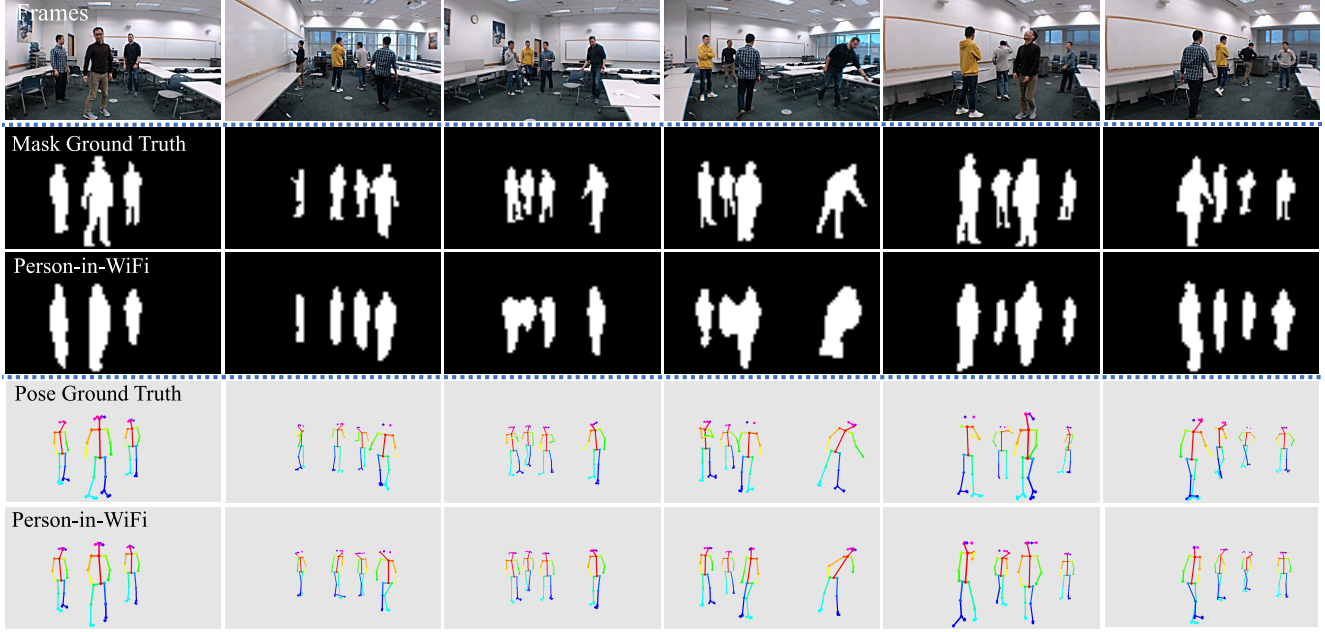 Frames
Mask Ground Truth
Person-in-WiFi
Pose Ground Truth
Person-in-WiFi